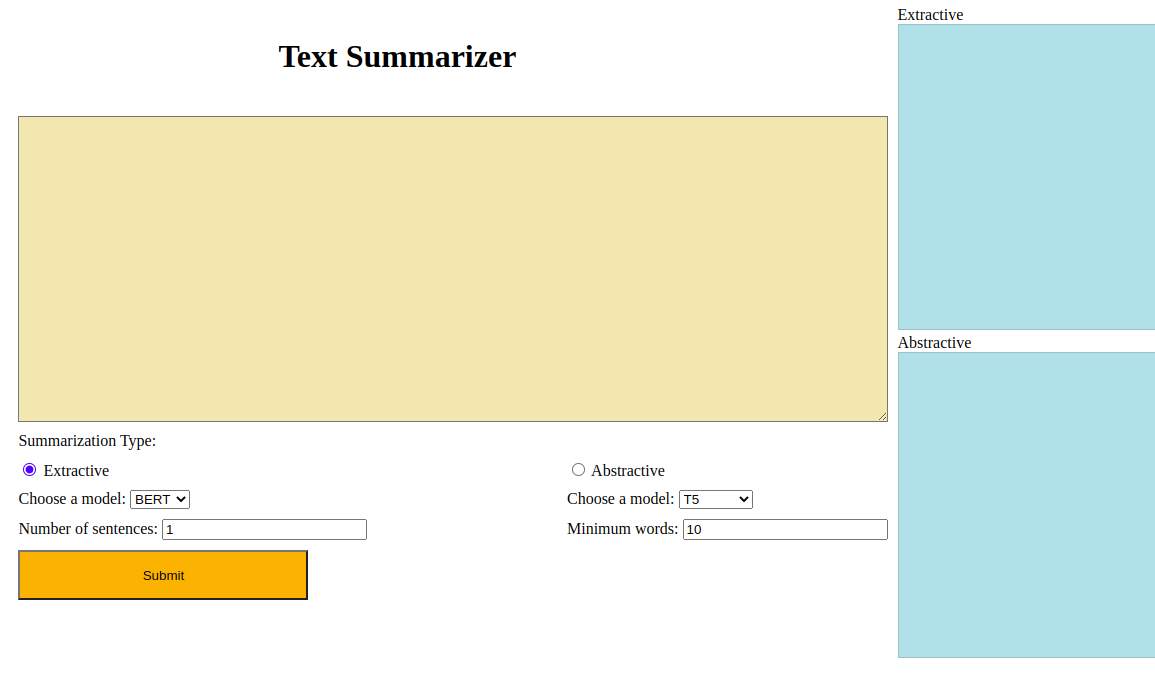 Text Summarizer
Summarization Type:
Extractive
Abstractive
Choose a model: BERT
Choose a model: T5
Number of sentences: 1
Minimum words: 10
Submit
Extractive
Abstractive